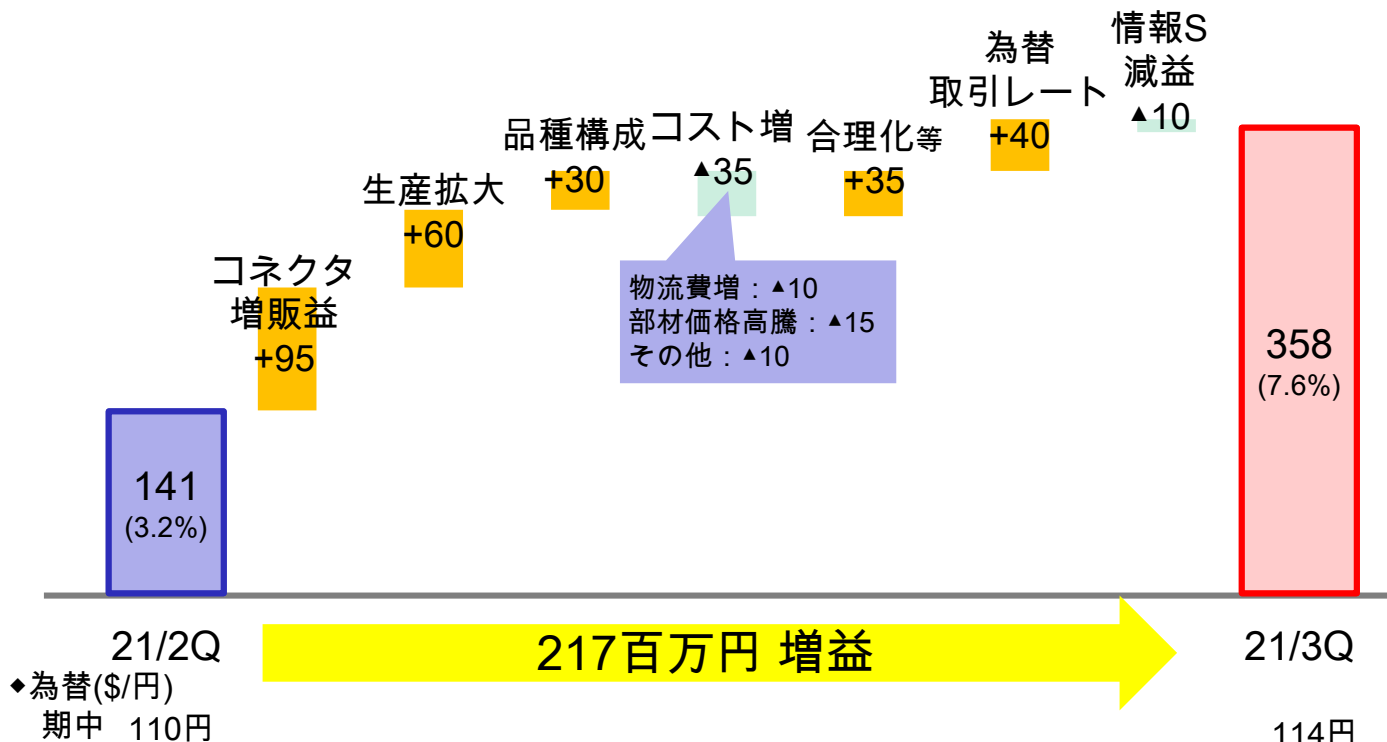 情報S
減益
▲10
為替
取引レート
+40
合理化等
+35
コスト増
▲35
品種構成
+30
生産拡大
+60
コネクタ
増販益
+95
物流費増：▲10
部材価格高騰：▲15
その他：▲10
141
(3.2%)
358
(7.6%)
21/2Q
217百万円 増益
21/3Q
◆為替($/円)
期中 110円
114円